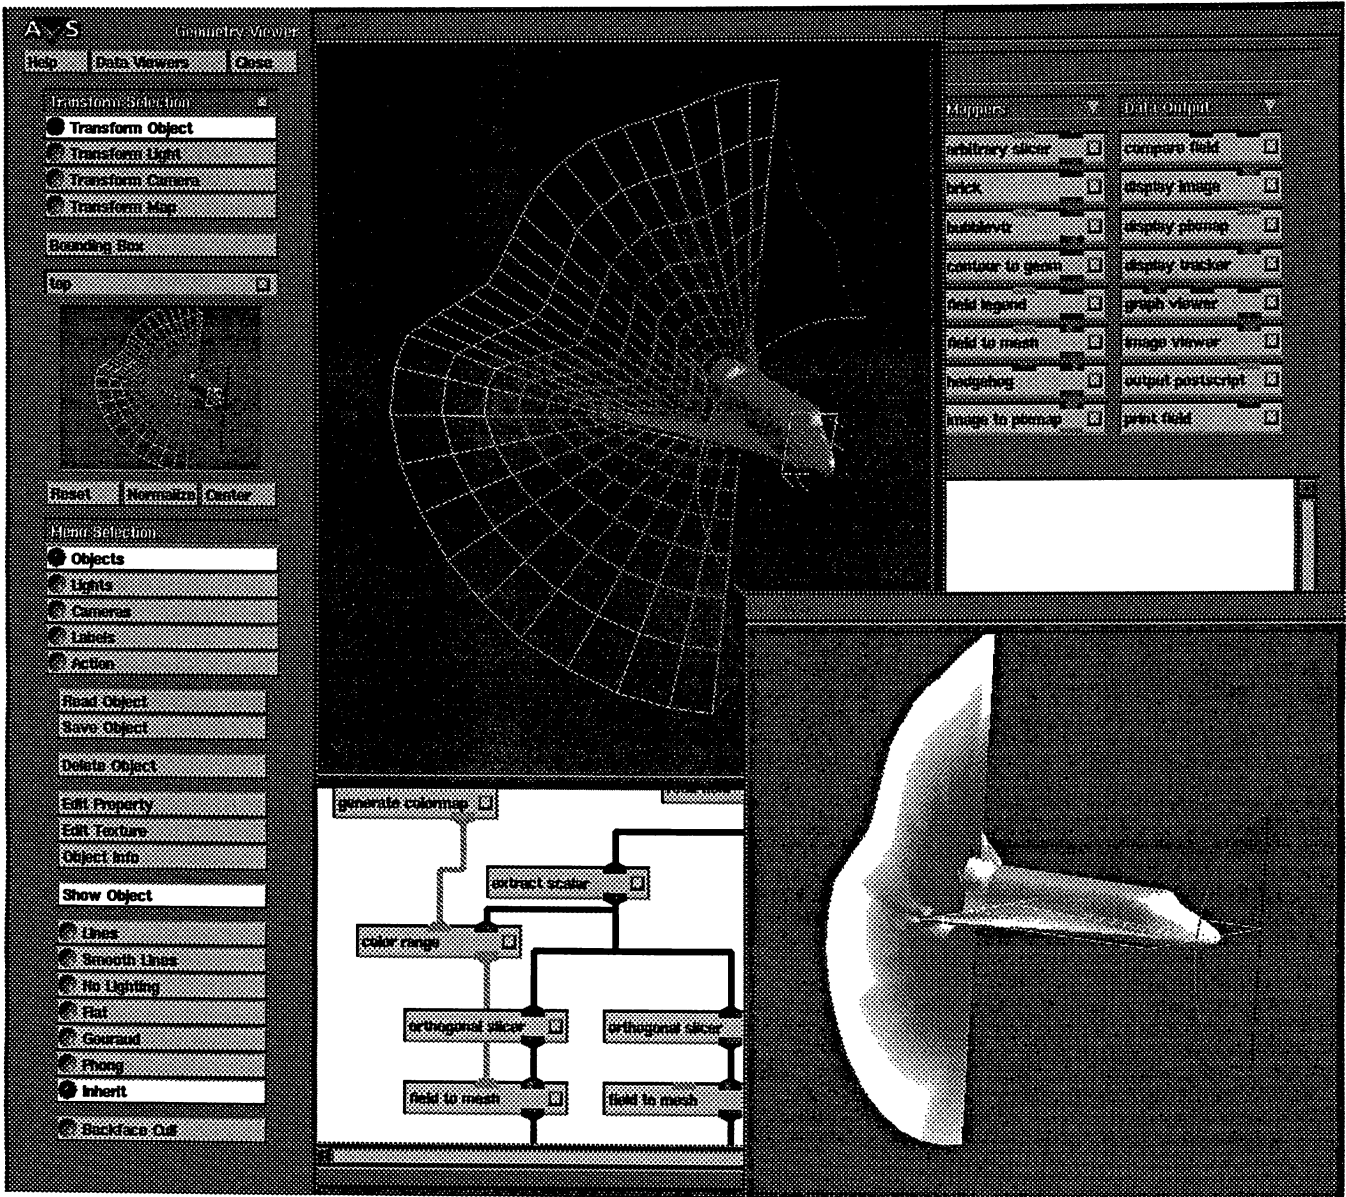 AVS Geometry Viewer
Help Data Viewers Close
Transform Selection
Transform Object
Transform Light
Transform Camera
Transform Map
Bounding Box
top
Reset Normalize Center
Menu Selection
Objects
Lights
Cameras
Labels
Action
Read Object
Save Object
Delete Object
Edit Property
Edit Texture
Object Info
Show Object
Lines
Smooth Lines
No Lighting
Flat
Gouraud
Phong
Inherit
Backface Cull
Mappers
arbitrary slicer
brick
bubbleviz
contour to geom
field legend
field to mesh
hedgehog
image to pixmap
Data Output
compare field
display image
display pixmap
display tracker
graph viewer
image viewer
output postscript
print field
generate colormap
extract scalar
color range
orthogonal slicer
orthogonal slicer
field to mesh
field to mesh